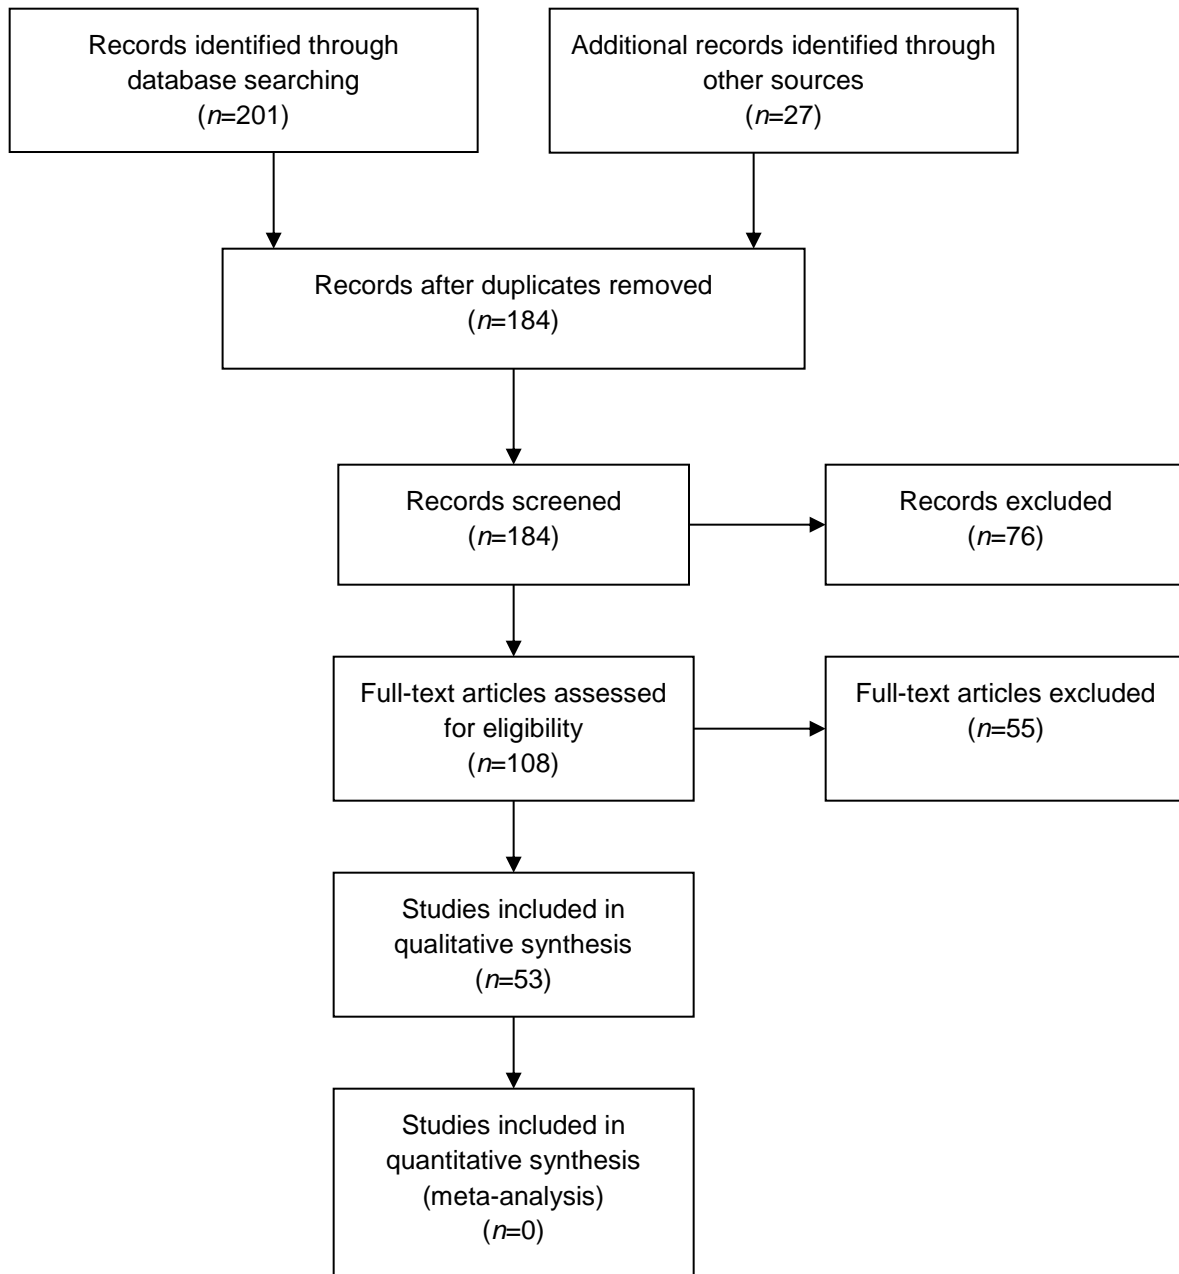 Records identified through
database searching
(n=201)
Additional records identified through
other sources
(n=27)
Records after duplicates removed
(n=184)
Records screened
(n=184)
Records excluded
(n=76)
Full-text articles assessed
for eligibility
(n=108)
Full-text articles excluded
(n=55)
Studies included in
qualitative synthesis
(n=53)
Studies included in
quantitative synthesis
(meta-analysis)
(n=0)